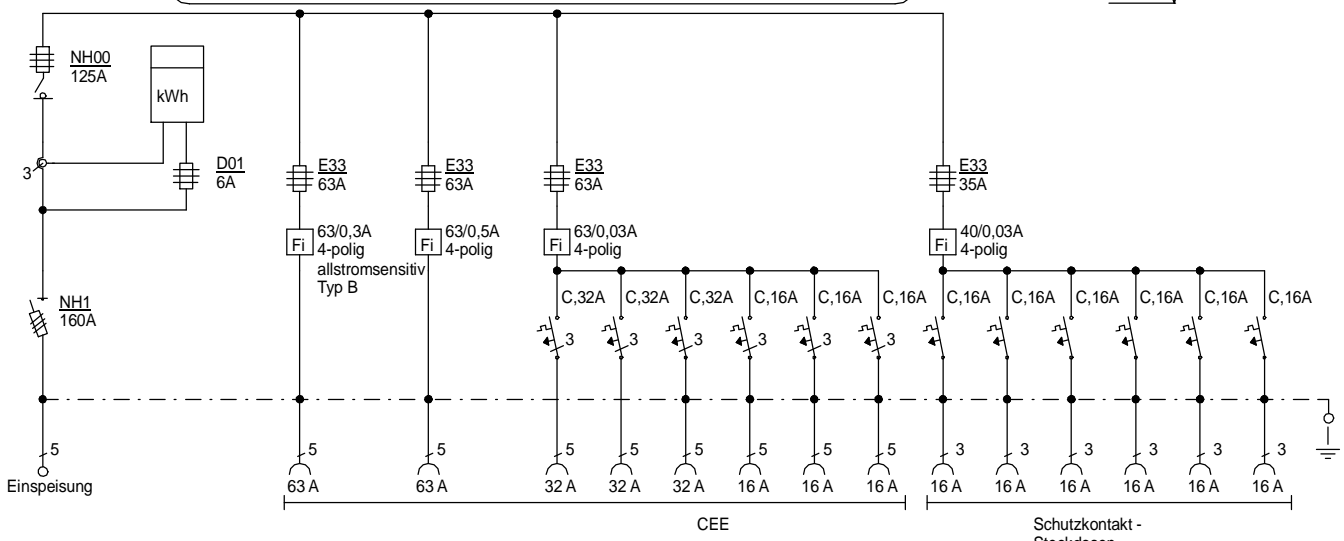 NH00
125A
kWh
3
D01
6A
E33
63A
E33
63A
E33
63A
E33
35A
Fi
63/0,3A
4-polig
allstromsensitiv
Typ B
Fi
63/0,5A
4-polig
Fi
63/0,03A
4-polig
Fi
40/0,03A
4-polig
NH1
160A
C,32A C,32A C,32A C,16A C,16A C,16A C,16A C,16A C,16A C,16A C,16A C,16A
3 3 3 3 3 3
5 5 5 5 5 5 5 5 5 3 3 3 3 3 3
Einspeisung
63 A 63 A 32 A 32 A 32 A 16 A 16 A 16 A 16 A 16 A 16 A 16 A 16 A 16 A
CEE
Schutzkontakt -